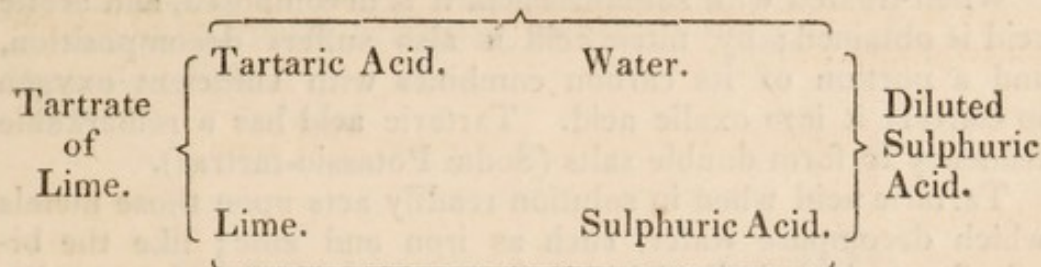 Tartaric Acid. Water.
Tartrate of Lime.
Diluted Sulphuric Acid.
Lime. Sulphuric Acid.